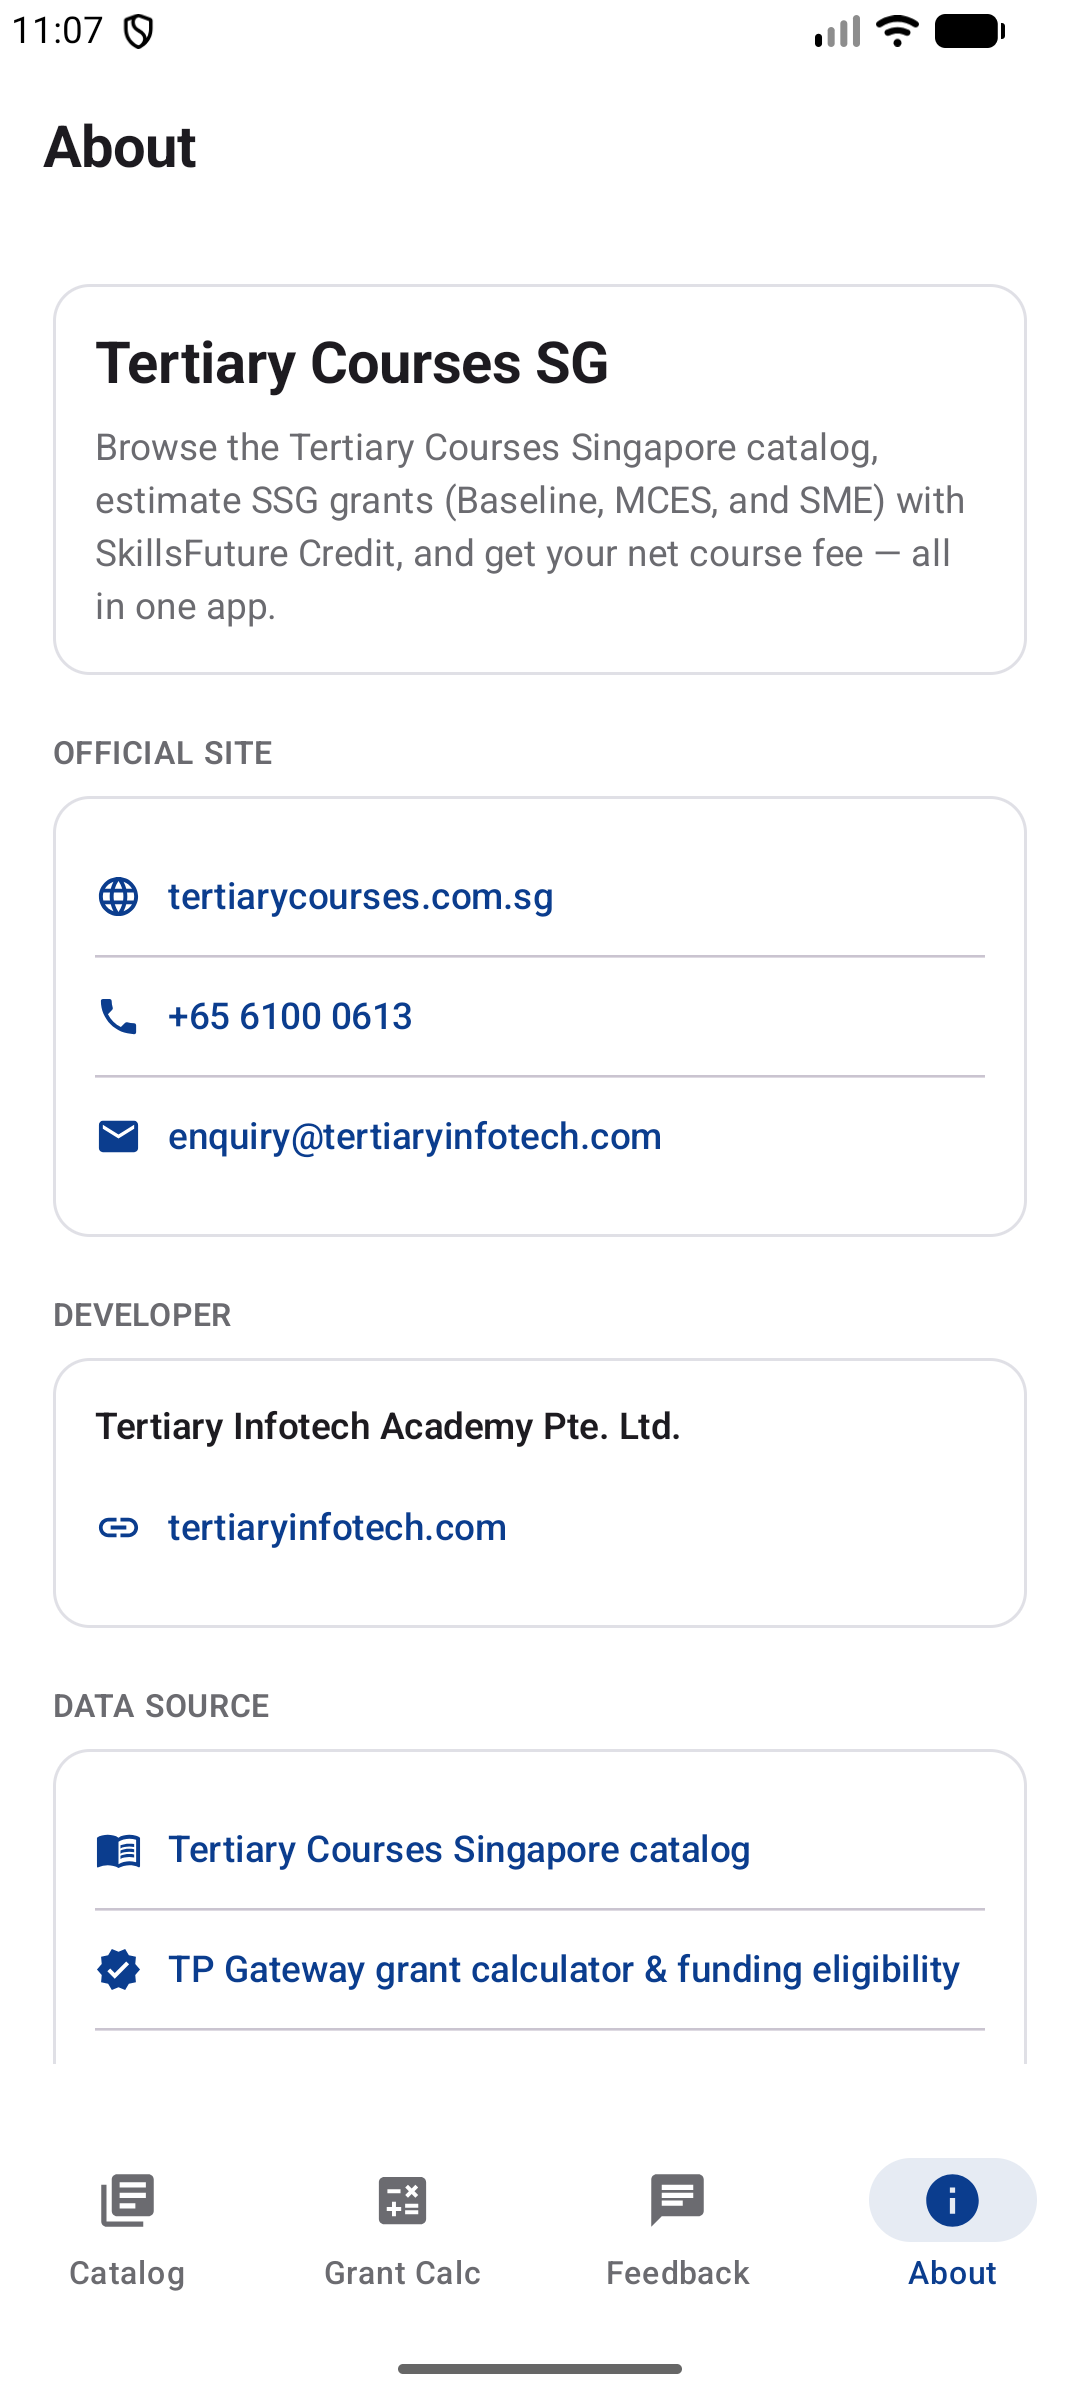 11:07
About
Tertiary Courses SG
Browse the Tertiary Courses Singapore catalog,
estimate SSG grants (Baseline, MCES, and SME) with
SkillsFuture Credit, and get your net course fee — all
in one app.
OFFICIAL SITE
tertiarycourses.com.sg
+65 6100 0613
enquiry@tertiaryinfotech.com
DEVELOPER
Tertiary Infotech Academy Pte. Ltd.
tertiaryinfotech.com
DATA SOURCE
Tertiary Courses Singapore catalog
TP Gateway grant calculator & funding eligibility
Catalog
Grant Calc
Feedback
About